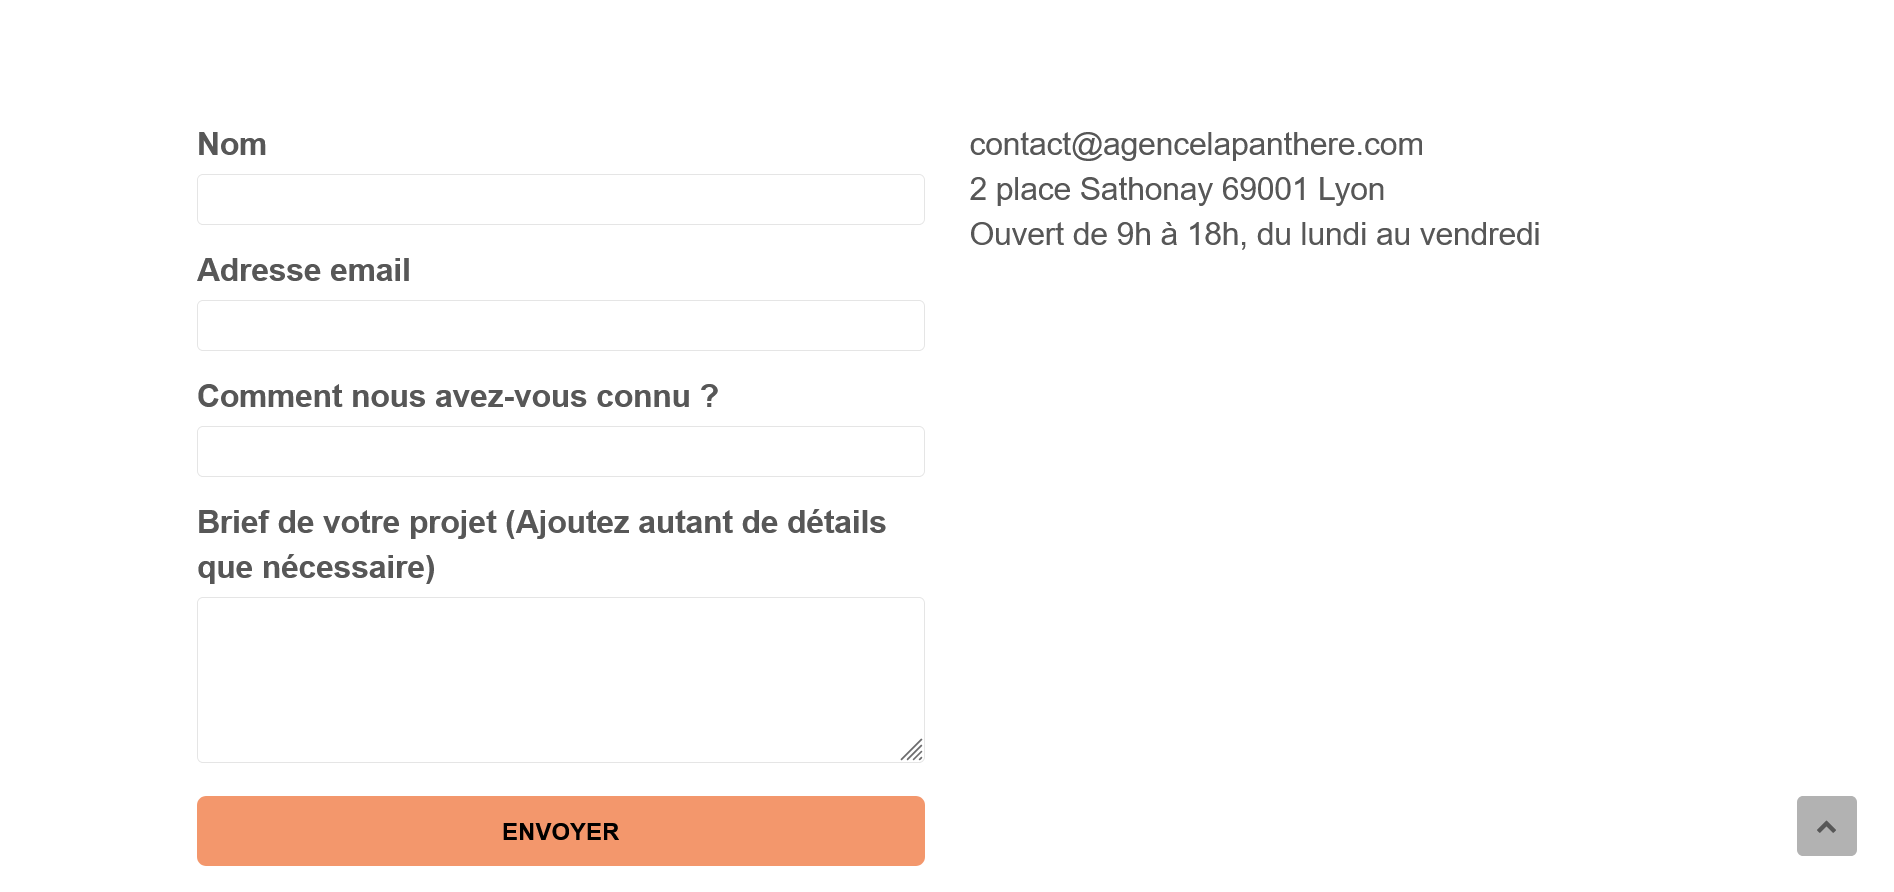 Nom
Adresse email
Comment nous avez-vous connu ?
Brief de votre projet (Ajoutez autant de détails
que nécessaire)
ENVOYER
contact@agencelapanthere.com
2 place Sathonay 69001 Lyon
Ouvert de 9h à 18h, du lundi au vendredi